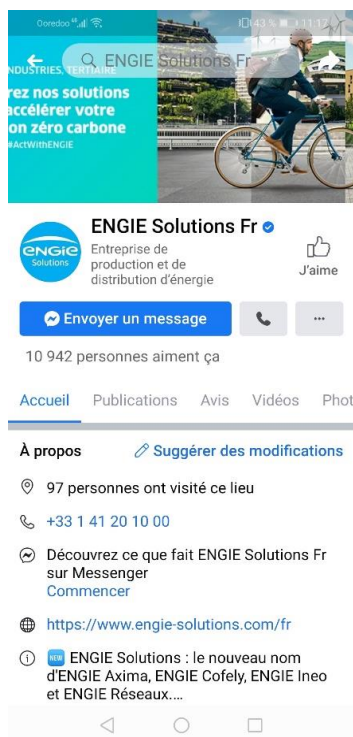 Ooredoo 4G 43 % 11:17
ENGIE Solutions Fr
NDUSTRIES, TERTIAIRE
rez nos solutions
accélérer votre
on zéro carbone
#ActWithENGIE
ENGIE
Solutions
ENGIE Solutions Fr
Entreprise de
production et de
distribution d'énergie
J'aime
Envoyer un message
10 942 personnes aiment ça
Accueil Publications Avis Vidéos Phot
À propos Suggérer des modifications
97 personnes ont visité ce lieu
+33 1 41 20 10 00
Découvrez ce que fait ENGIE Solutions Fr
sur Messenger
Commencer
https://www.engie-solutions.com/fr
NEW ENGIE Solutions : le nouveau nom
d'ENGIE Axima, ENGIE Cofely, ENGIE Ineo
et ENGIE Réseaux....